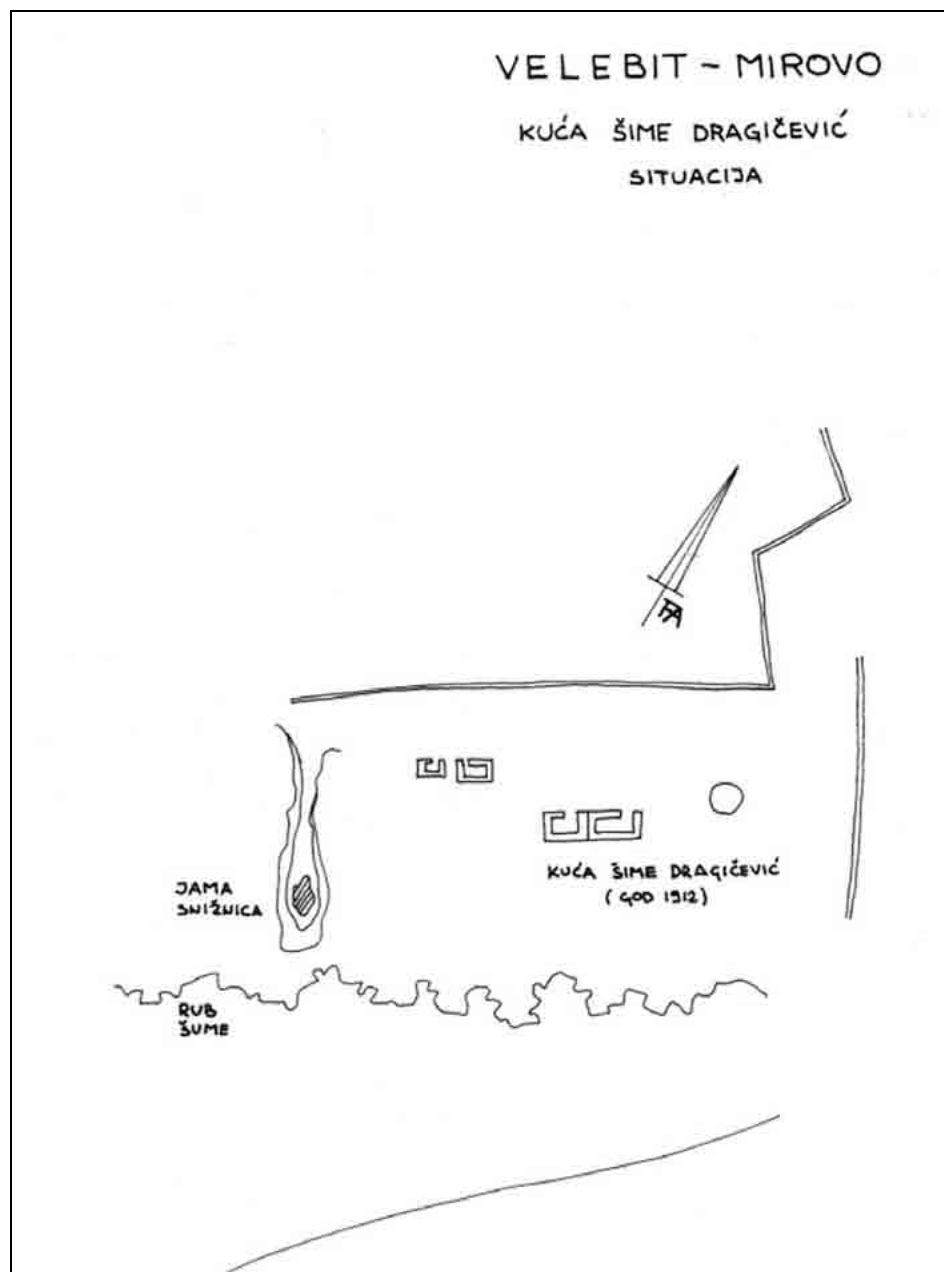 VELEBIT ~ MIROVO
KUĆA ŠIME DRAGIČEVIĆ
SITUACIJA
JAMA
SNIŽNICA
KUĆA ŠIME DRAGIČEVIĆ
(GOD 1912)
RUB
ŠUME